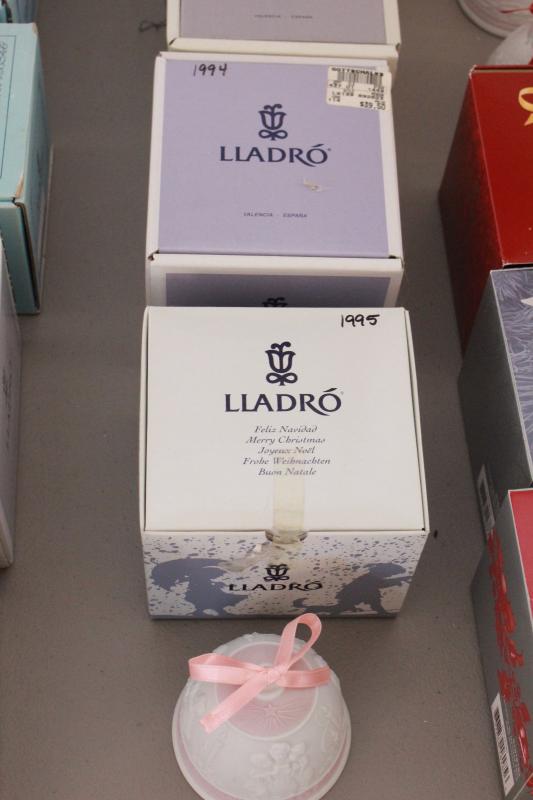 VALENCIA - ESPAÑA
1994
GOTTSCHALKS
$39.50
LLADRÓ
VALENCIA - ESPAÑA
1995
LLADRÓ
Feliz Navidad
Merry Christmas
Joyeux Noël
Frohe Weihnachten
Buon Natale
LLADRÓ